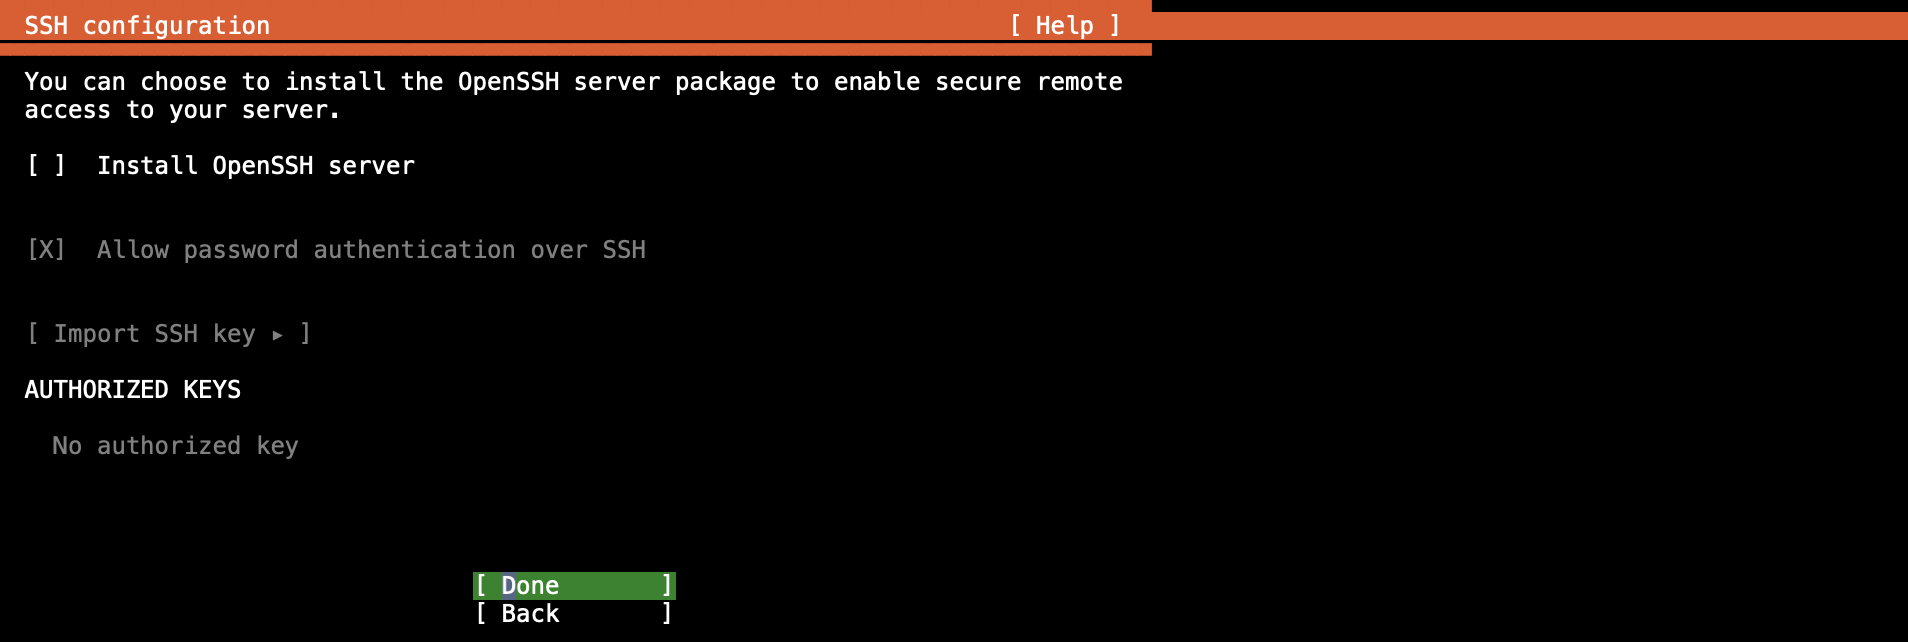 SSH configuration [ Help ]
You can choose to install the OpenSSH server package to enable secure remote
access to your server.
[ ] Install OpenSSH server
[X] Allow password authentication over SSH
[ Import SSH key ▸ ]
AUTHORIZED KEYS
No authorized key
[ Done ]
[ Back ]